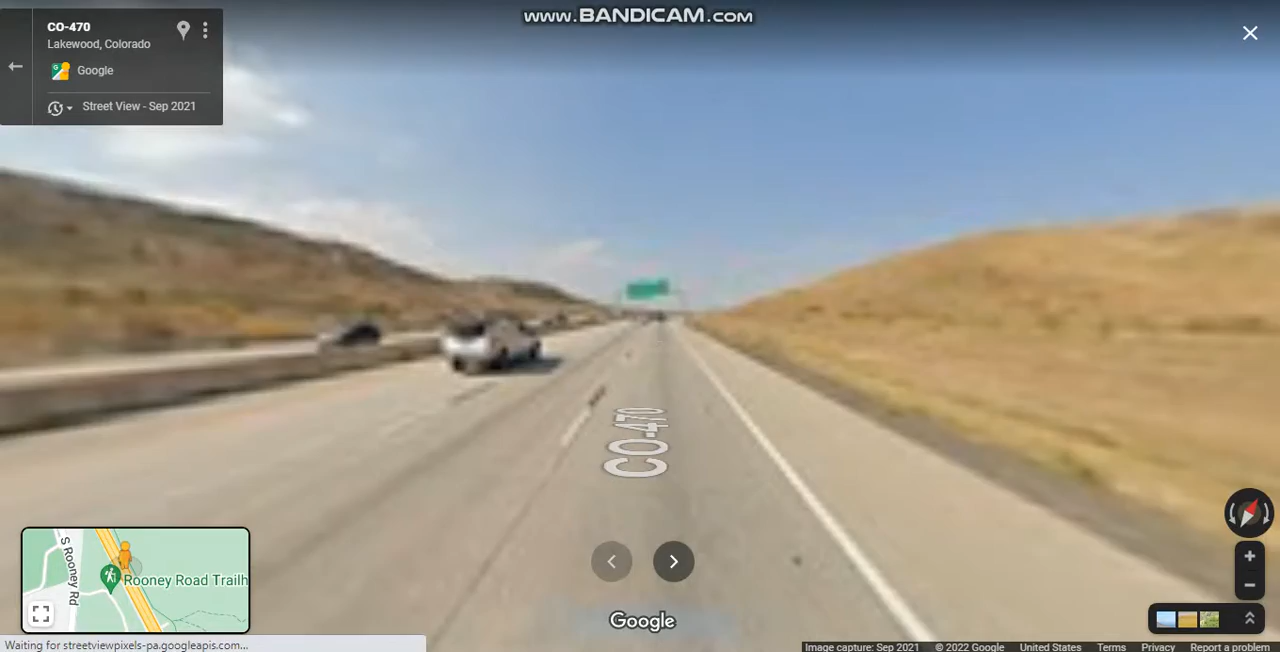 www.BANDICAM.com
CO-470
Lakewood, Colorado
Google
Street View - Sep 2021
CO-470
S Rooney Rd
Rooney Road Trailh
Google
Waiting for streetviewpixels-pa.googleapis.com...
Image capture: Sep 2021 © 2022 Google United States Terms Privacy Report a problem